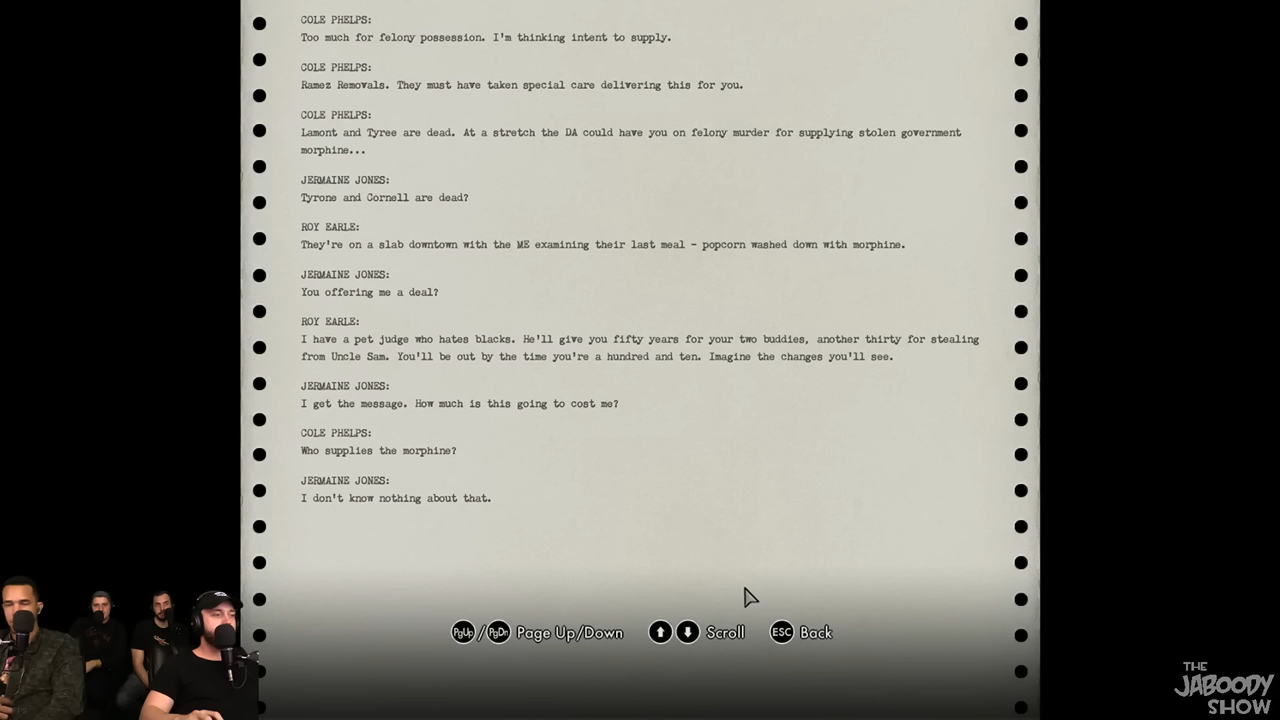 COLE PHELPS:
Too much for felony possession. I'm thinking intent to supply.
COLE PHELPS:
Ramez Removals. They must have taken special care delivering this for you.
COLE PHELPS:
Lamont and Tyree are dead. At a stretch the DA could have you on felony murder for supplying stolen government
morphine...
JERMAINE JONES:
Tyrone and Cornell are dead?
ROY EARLE:
They're on a slab downtown with the ME examining their last meal - popcorn washed down with morphine.
JERMAINE JONES:
You offering me a deal?
ROY EARLE:
I have a pet judge who hates blacks. He'll give you fifty years for your two buddies, another thirty for stealing
from Uncle Sam. You'll be out by the time you're a hundred and ten. Imagine the changes you'll see.
JERMAINE JONES:
I get the message. How much is this going to cost me?
COLE PHELPS:
Who supplies the morphine?
JERMAINE JONES:
I don't know nothing about that.
PgUp/PgDn Page Up/Down Scroll ESC Back
THE
JABOODY
SHOW